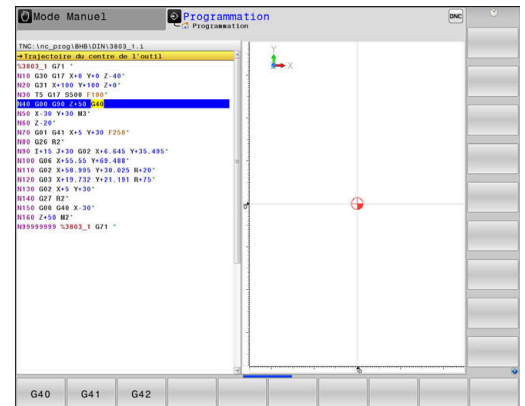 Mode Manuel
Programmation
Programmation
DNC
TNC:\nc_prog\BHB\DIN\3803_1.i
→Trajectoire du centre de l'outil
%3803_1 G71 *
N10 G30 G17 X+0 Y+0 Z-40*
N20 G31 X+100 Y+100 Z+0*
N30 T5 G17 S500 F100*
N40 G00 G90 Z+50 G40
N50 X-30 Y+30 M3*
N60 Z-20*
N70 G01 G41 X+5 Y+30 F250*
N80 G26 R2*
N90 I+15 J+30 G02 X+6.645 Y+35.495*
N100 G06 X+55.55 Y+69.488*
N110 G02 X+58.995 Y+30.025 R+20*
N120 G03 X+19.732 Y+21.191 R+75*
N130 G02 X+5 Y+30*
N140 G27 R2*
N150 G00 G40 X-30*
N160 Z+50 M2*
N99999999 %3803_1 G71 *
Y
X
0
0
G40
G41
G42